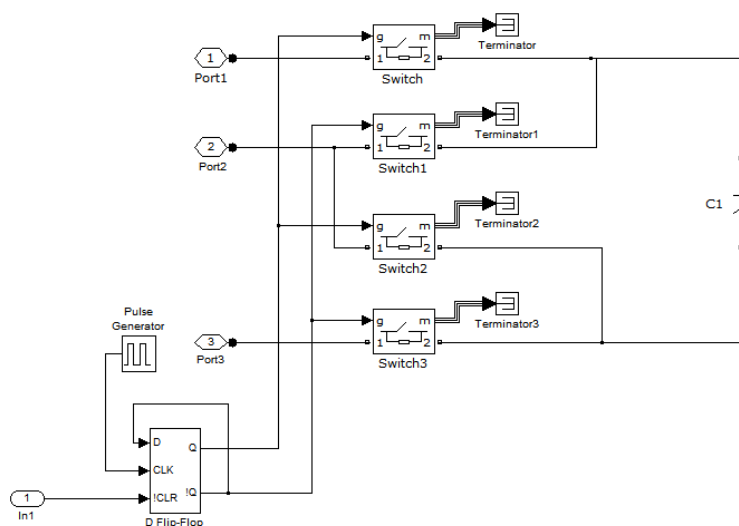 g m
1 2
Switch
Terminator
1
Port1
g m
1 2
Switch1
Terminator1
2
Port2
g m
1 2
Switch2
Terminator2
C1
g m
1 2
Switch3
Terminator3
3
Port3
Pulse
Generator
D Q
CLK
!CLR !Q
D Flip-Flop
1
In1